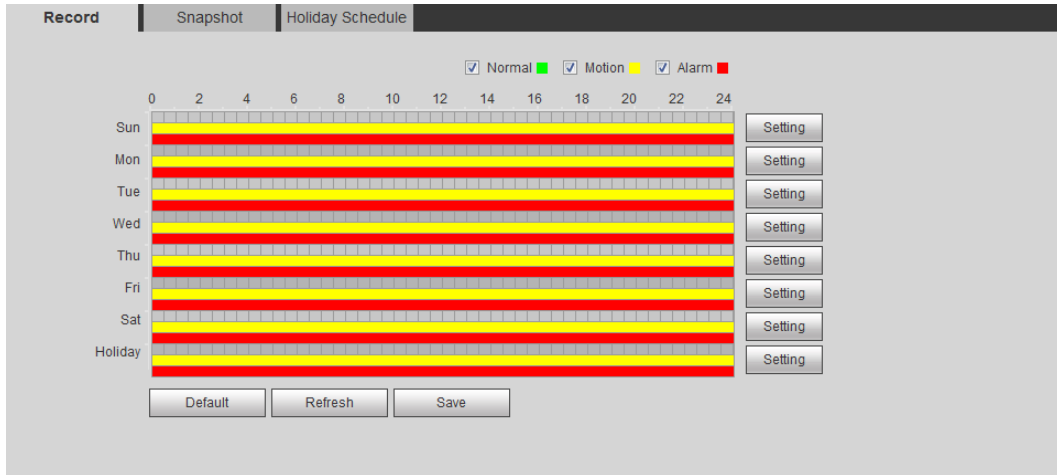 Record Snapshot Holiday Schedule
Normal Motion Alarm
0 2 4 6 8 10 12 14 16 18 20 22 24
Sun Setting
Mon Setting
Tue Setting
Wed Setting
Thu Setting
Fri Setting
Sat Setting
Holiday Setting
Default Refresh Save